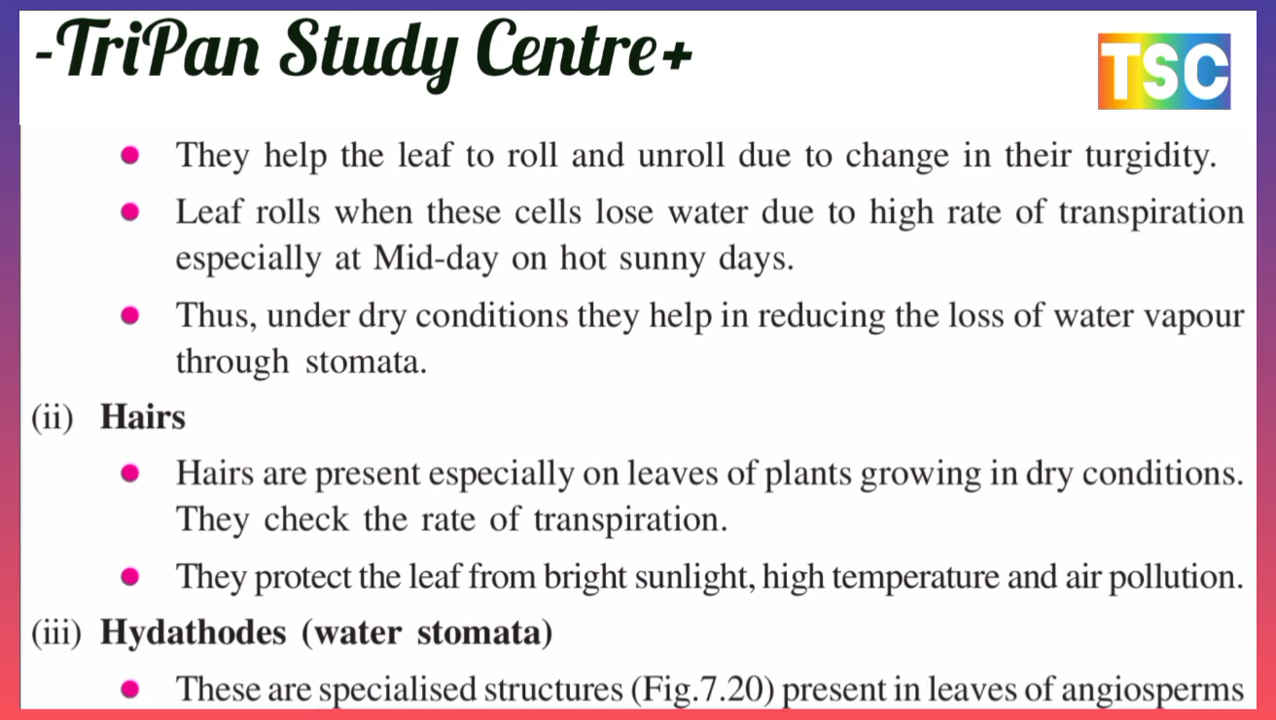 -TriPan Study Centre+
TSC
They help the leaf to roll and unroll due to change in their turgidity.
Leaf rolls when these cells lose water due to high rate of transpiration
especially at Mid-day on hot sunny days.
Thus, under dry conditions they help in reducing the loss of water vapour
through stomata.
(ii) Hairs
Hairs are present especially on leaves of plants growing in dry conditions.
They check the rate of transpiration.
They protect the leaf from bright sunlight, high temperature and air pollution.
(iii) Hydathodes (water stomata)
These are specialised structures (Fig.7.20) present in leaves of angiosperms